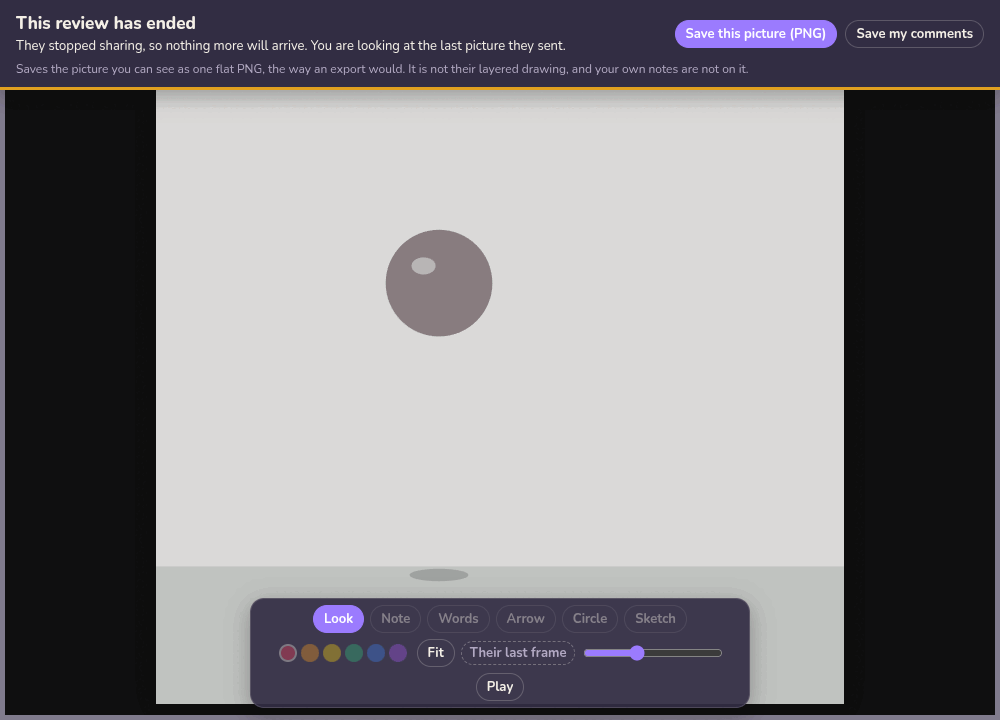 This review has ended
They stopped sharing, so nothing more will arrive. You are looking at the last picture they sent.
Saves the picture you can see as one flat PNG, the way an export would. It is not their layered drawing, and your own notes are not on it.
Save this picture (PNG)
Save my comments
Look
Note
Words
Arrow
Circle
Sketch
Fit
Their last frame
Play